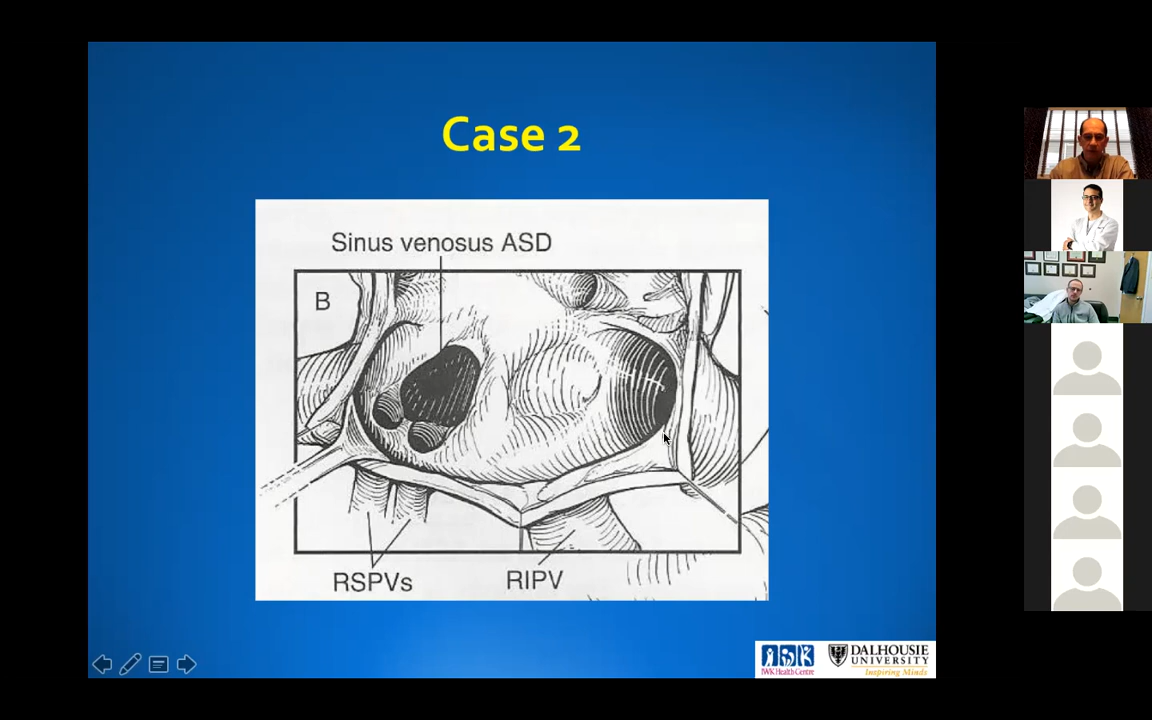 Case 2
Sinus venosus ASD
B
RSPVs
RIPV
IWK Health Centre
DALHOUSIE
UNIVERSITY
Inspiring Minds